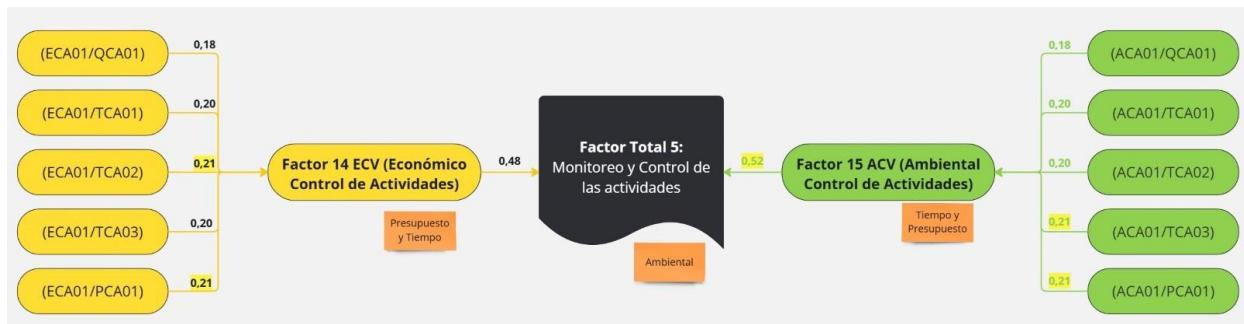 (ECA01/QCA01)
0,18
(ECA01/TCA01)
0,20
(ECA01/TCA02)
0,21
(ECA01/TCA03)
0,20
(ECA01/PCA01)
0,21
Factor 14 ECV (Económico
Control de Actividades)
0,48
Presupuesto
y Tiempo
Factor Total 5:
Monitoreo y Control de
las actividades
Ambiental
0,52
Factor 15 ACV (Ambiental
Control de Actividades)
Tiempo y
Presupuesto
0,18
(ACA01/QCA01)
0,20
(ACA01/TCA01)
0,20
(ACA01/TCA02)
0,21
(ACA01/TCA03)
0,21
(ACA01/PCA01)